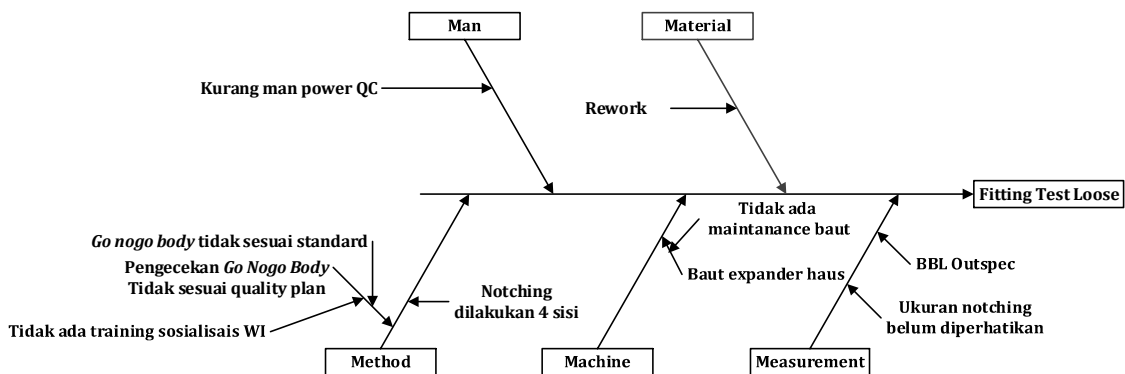 Man
Material
Kurang man power QC
Rework
Fitting Test Loose
Tidak ada
maintanance baut
Go nogo body tidak sesuai standard
Pengecekan Go Nogo Body
Tidak sesuai quality plan
Baut expander haus
BBL Outspec
Notching
dilakukan 4 sisi
Ukuran notching
belum diperhatikan
Tidak ada training sosialisais WI
Method
Machine
Measurement